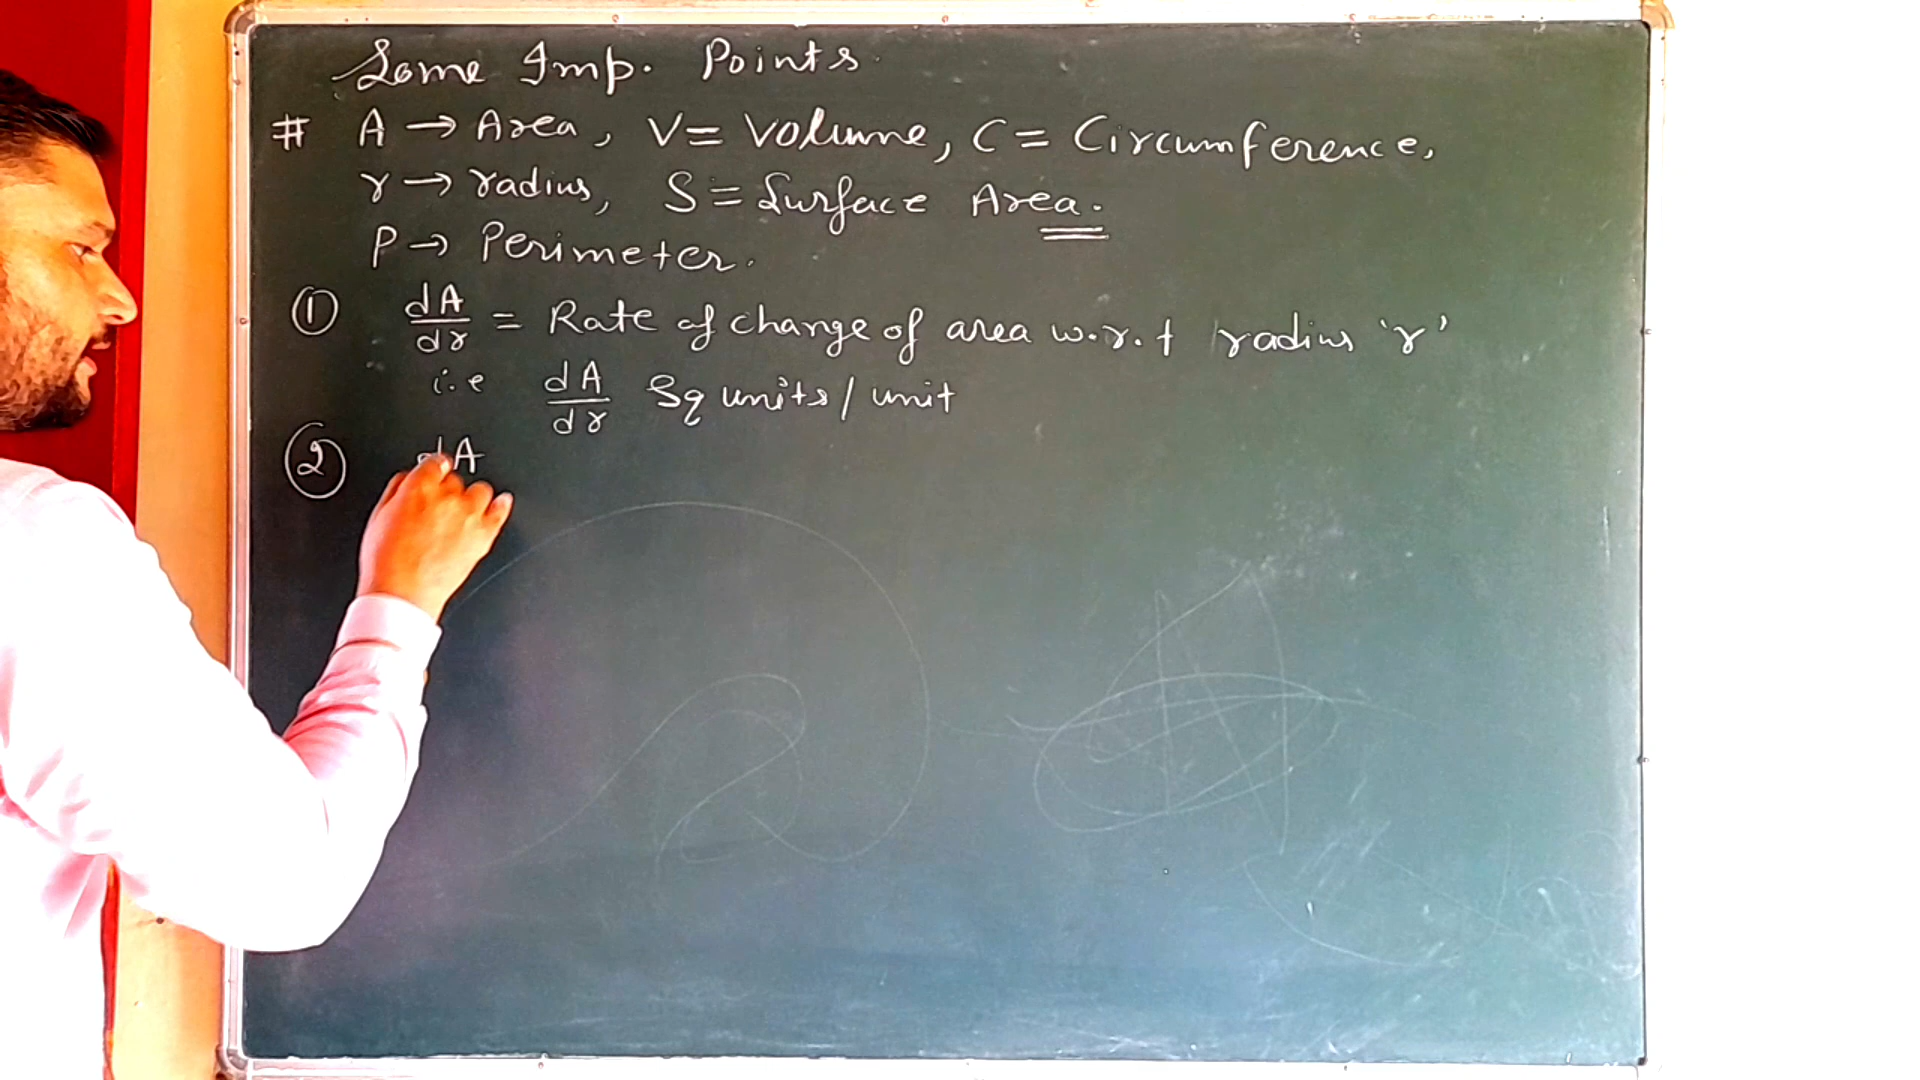 Some Imp. Points
# A → Area, V = Volume, C = Circumference,
r → radius, S = Surface Area.
P → Perimeter.
① dA/dr = Rate of change of area w.r.t radius 'r'
i.e dA/dr Sq units / unit
② dA